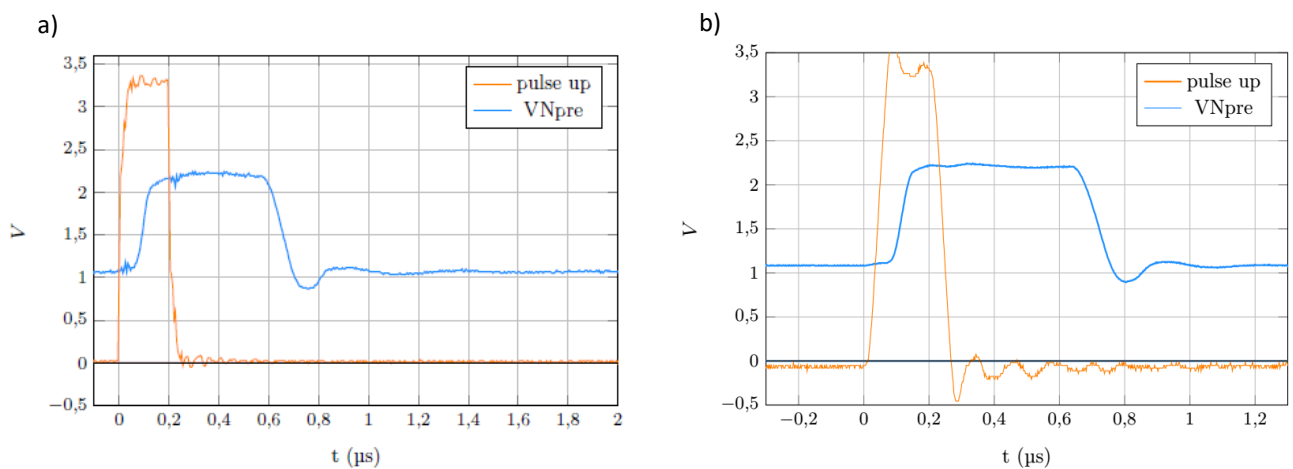 a)
3,5
3
2,5
2
1,5
1
0,5
0
−0,5
V
pulse up
VNpre
0 0,2 0,4 0,6 0,8 1 1,2 1,4 1,6 1,8 2
t (µs)
b)
3,5
3
2,5
2
1,5
1
0,5
0
−0,5
V
pulse up
VNpre
−0,2 0 0,2 0,4 0,6 0,8 1 1,2
t (µs)